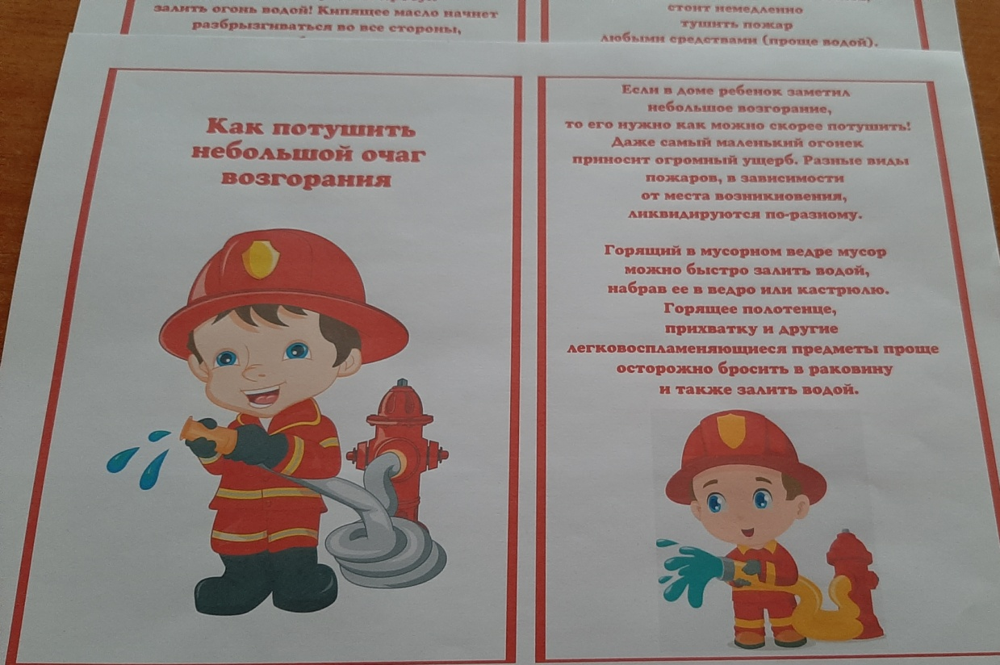 залить огонь водой! Кипящее масло начнет
разбрызгиваться во все стороны,
стоит немедленно
тушить пожар
любыми средствами (проще водой).
Как потушить
небольшой очаг
возгорания
Если в доме ребенок заметил
небольшое возгорание,
то его нужно как можно скорее потушить!
Даже самый маленький огонек
приносит огромный ущерб. Разные виды
пожаров, в зависимости
от места возникновения,
ликвидируются по-разному.
Горящий в мусорном ведре мусор
можно быстро залить водой,
набрав ее в ведро или кастрюлю.
Горящее полотенце,
прихватку и другие
легковоспламеняющиеся предметы проще
осторожно бросить в раковину
и также залить водой.